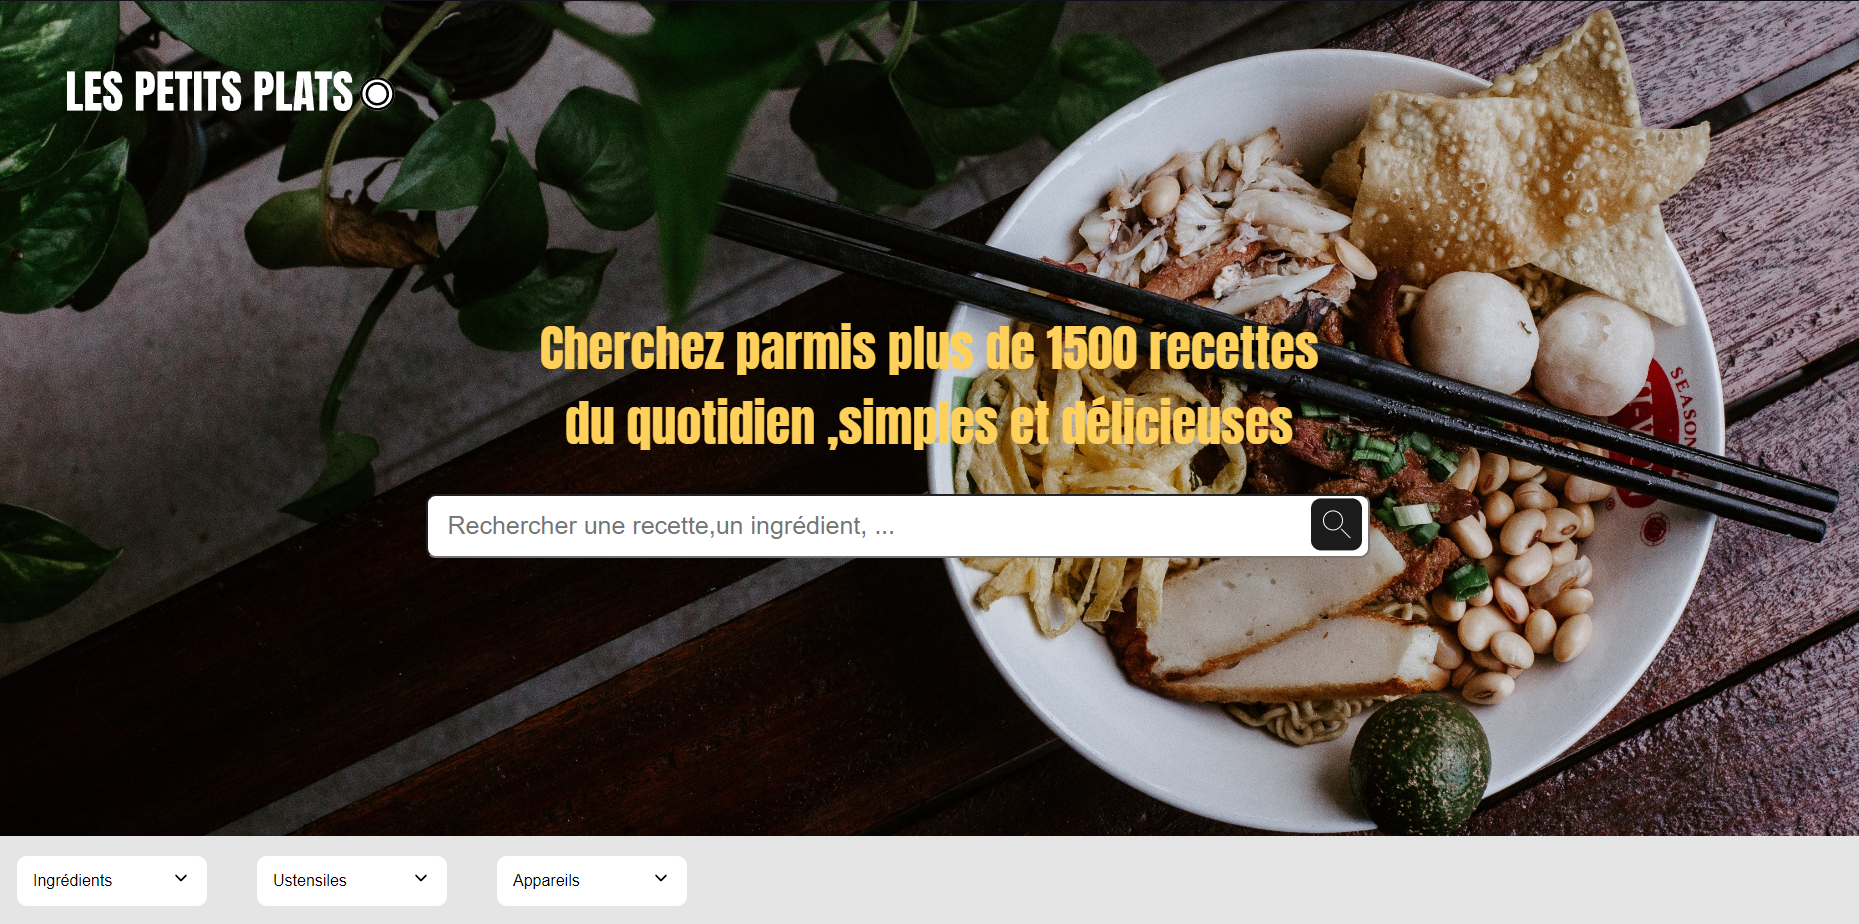 LES PETITS PLATS
Cherchez parmis plus de 1500 recettes
du quotidien ,simples et délicieuses
Rechercher une recette,un ingrédient, ...
SEASON
Ingrédients
Ustensiles
Appareils